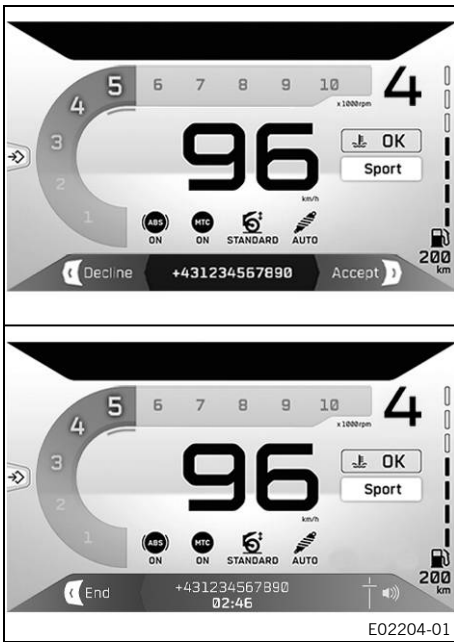 5 6 7 8 9 10 4
4 x1000rpm
3 96 OK
2 Sport
1 km/h
ABS MTC
ON ON STANDARD AUTO
200
km
Decline +431234567890 Accept
5 6 7 8 9 10 4
4 x1000rpm
3 96 OK
2 Sport
1 km/h
ABS MTC
ON ON STANDARD AUTO
200
km
End +431234567890
02:46
E02204-01